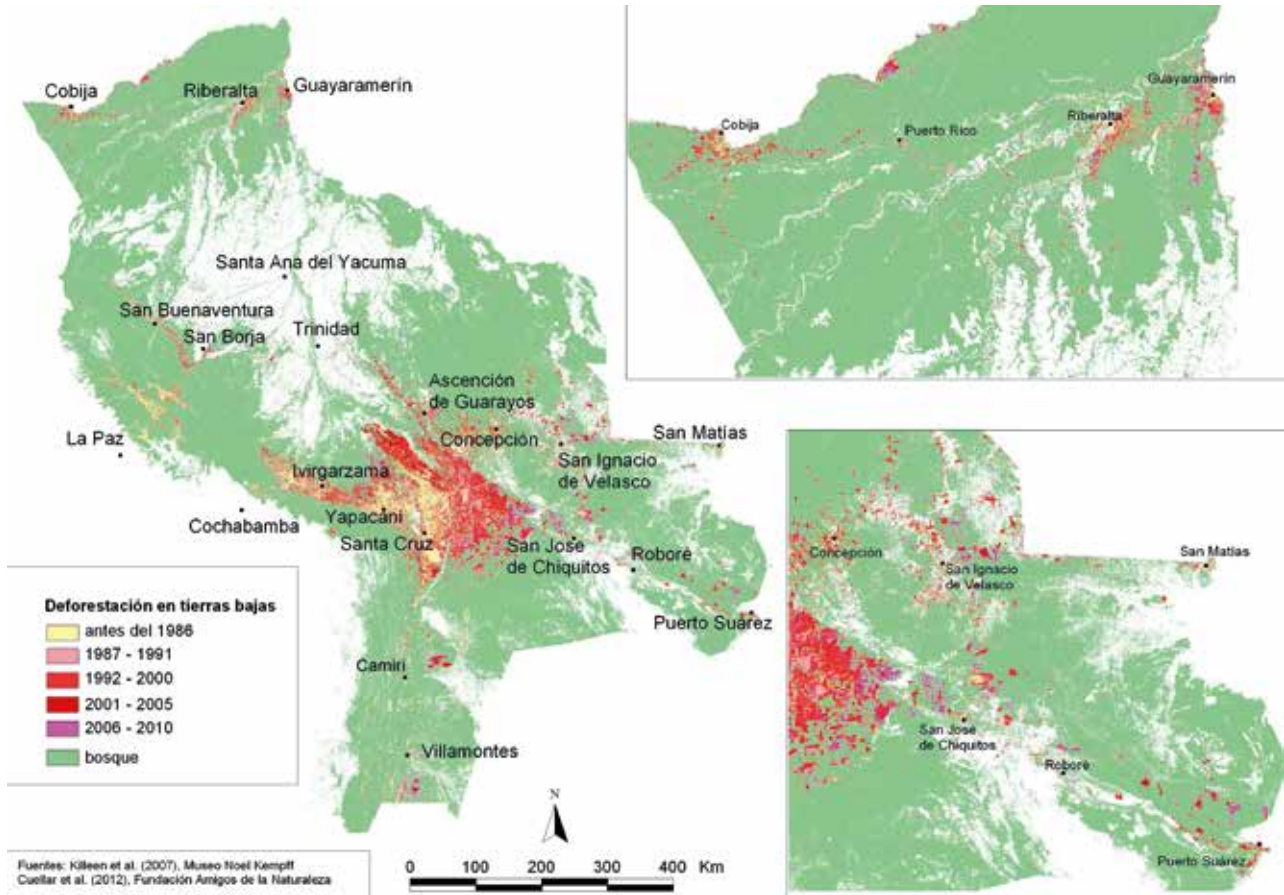 Cobija
Riberalta
Guayaramerín
Santa Ana del Yacuma
San Buenaventura
San Borja
Trinidad
Ascención
de Guarayos
La Paz
Concepción
San Matías
Ivirgarzama
San Ignacio
de Velasco
Cochabamba
Yapacani
Santa Cruz
San José
de Chiquitos
Roboré
Puerto Suárez
Camiri
Villamontes
Deforestación en tierras bajas
antes del 1986
1987 - 1991
1992 - 2000
2001 - 2005
2006 - 2010
bosque
Fuentes: Killeen et al. (2007), Museo Noel Kempff
Cuellar et al. (2012), Fundación Amigos de la Naturaleza
N
0 100 200 300 400 Km
Guayaramerín
Cobija
Riberalta
Puerto Rico
Concepción
San Matías
San Ignacio
de Velasco
San José
de Chiquitos
Roboré
Puerto Suárez